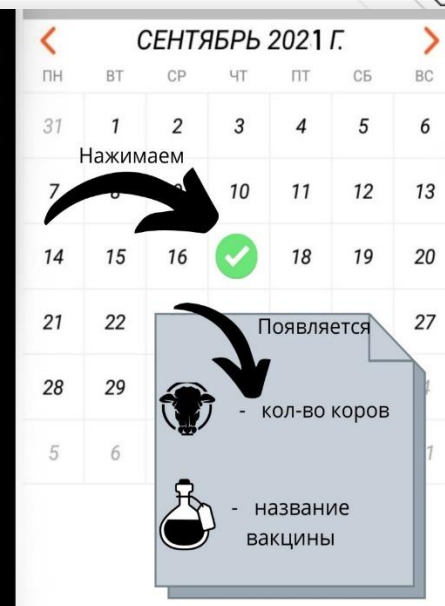 СЕНТЯБРЬ 2021 Г.
ПН ВТ СР ЧТ ПТ СБ ВС
31 1 2 3 4 5 6
Нажимаем
7 8 10 11 12 13
14 15 16 18 19 20
21 22 27
Появляется
28 29
- кол-во коров
5 6
- название
вакцины